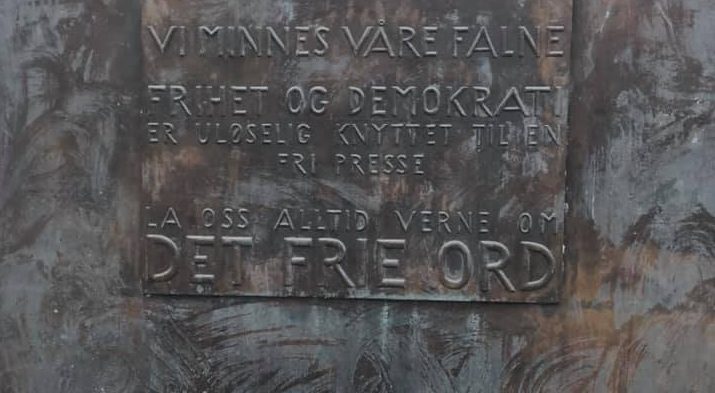 VI MINNES VÅRE FALNE
FRIHET OG DEMOKRATI
ER ULØSELIG KNYTTET TIL EN
FRI PRESSE
LA OSS ALLTID VERNE OM
DET FRIE ORD